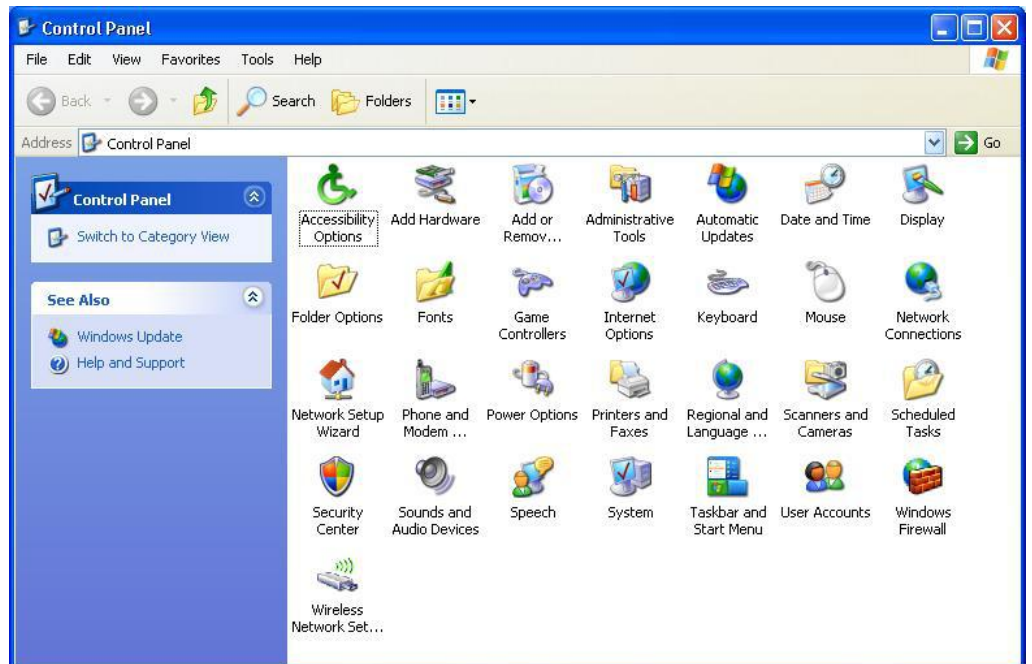 Control Panel
File Edit View Favorites Tools Help
Back Search Folders
Address Control Panel Go
Control Panel
Switch to Category View
See Also
Windows Update
Help and Support
Accessibility Options
Add Hardware
Add or Remov...
Administrative Tools
Automatic Updates
Date and Time
Display
Folder Options
Fonts
Game Controllers
Internet Options
Keyboard
Mouse
Network Connections
Network Setup Wizard
Phone and Modem ...
Power Options
Printers and Faxes
Regional and Language ...
Scanners and Cameras
Scheduled Tasks
Security Center
Sounds and Audio Devices
Speech
System
Taskbar and Start Menu
User Accounts
Windows Firewall
Wireless Network Set...